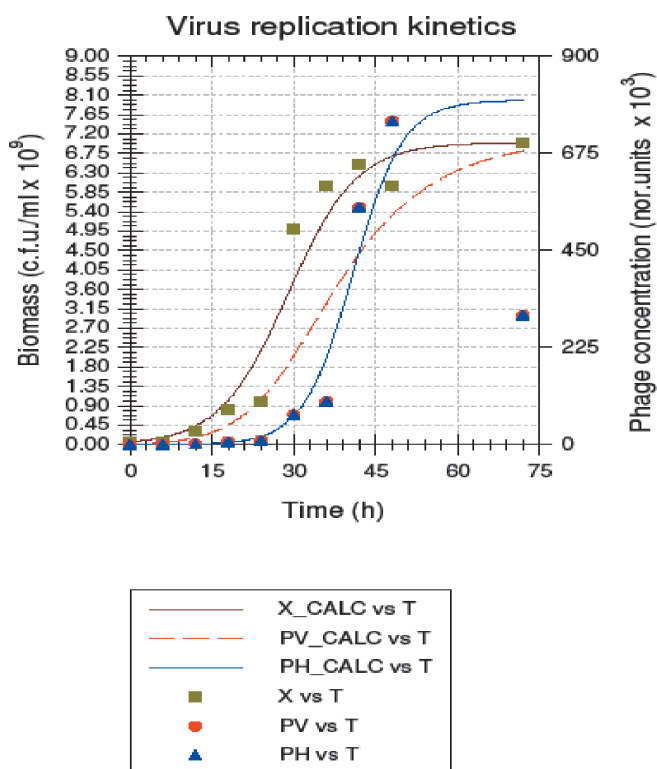 Virus replication kinetics
Biomass (c.f.u./ml x 10⁹)
9.00
8.55
8.10
7.65
7.20
6.75
6.30
5.85
5.40
4.95
4.50
4.05
3.60
3.15
2.70
2.25
1.80
1.35
0.90
0.45
0.00
900
675
450
225
0
Phage concentration (nor.units x 10³)
0 15 30 45 60 75
Time (h)
X_CALC vs T
PV_CALC vs T
PH_CALC vs T
X vs T
PV vs T
PH vs T